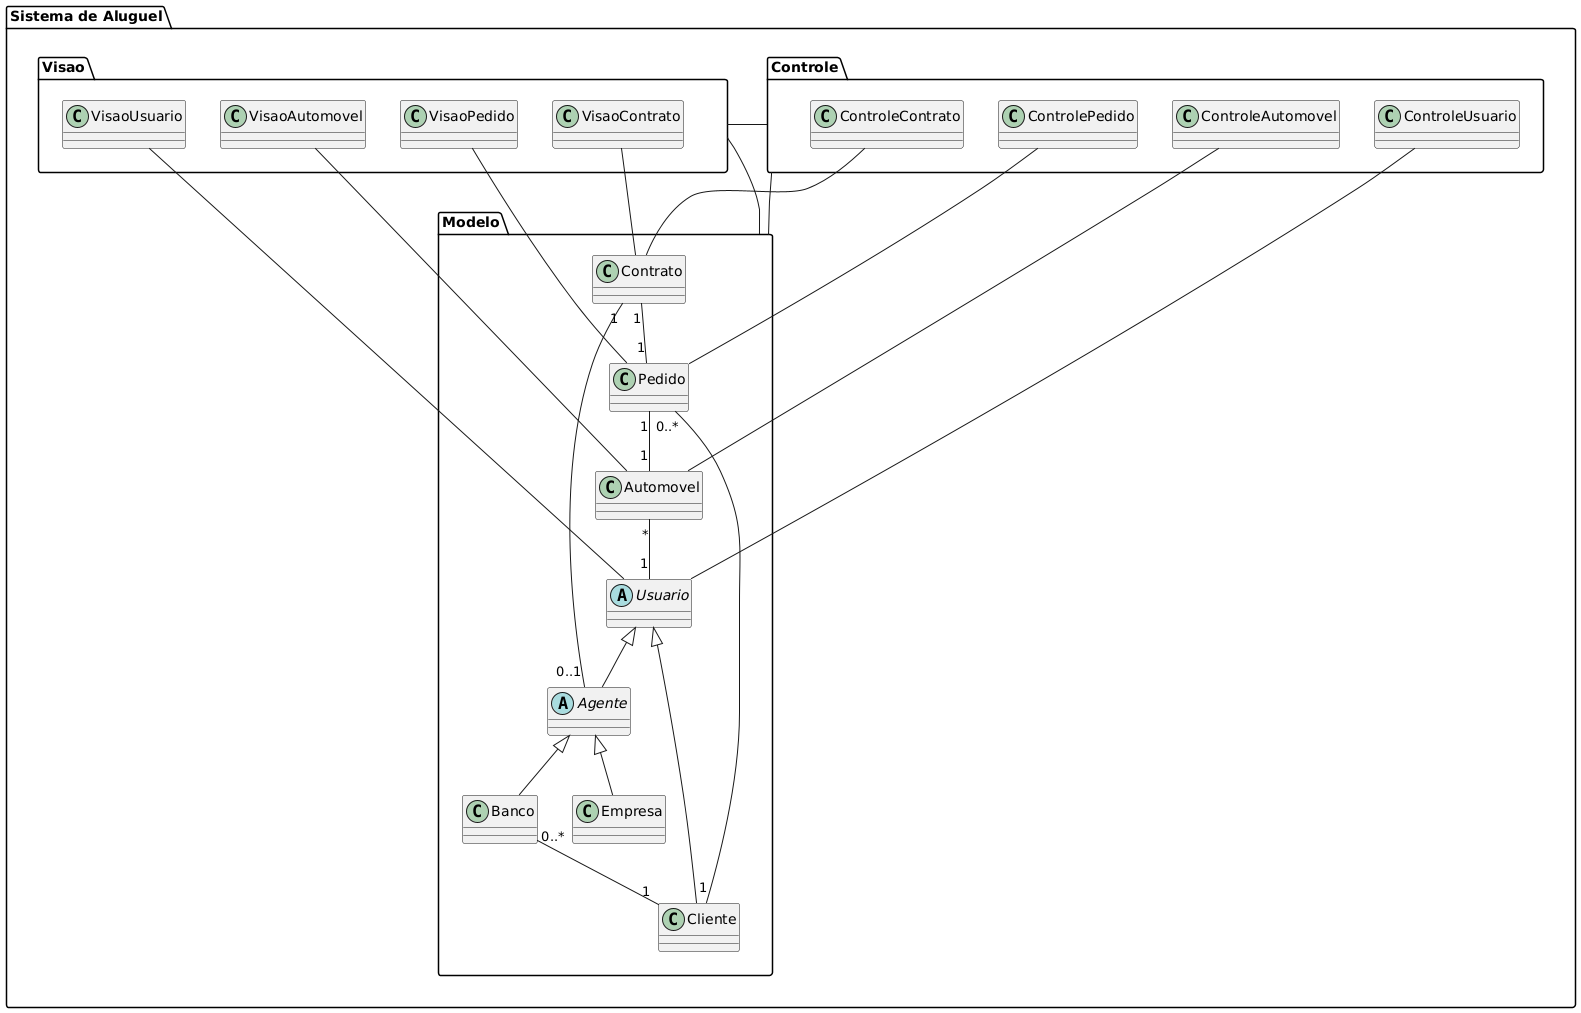 Sistema de Aluguel
Visao
Controle
C VisaoUsuario
C VisaoAutomovel
C VisaoPedido
C VisaoContrato
C ControleContrato
C ControlePedido
C ControleAutomovel
C ControleUsuario
Modelo
C Contrato
1
1
1
C Pedido
1
0..*
1
C Automovel
*
1
A Usuario
0..1
A Agente
C Banco
C Empresa
0..*
1
1
C Cliente